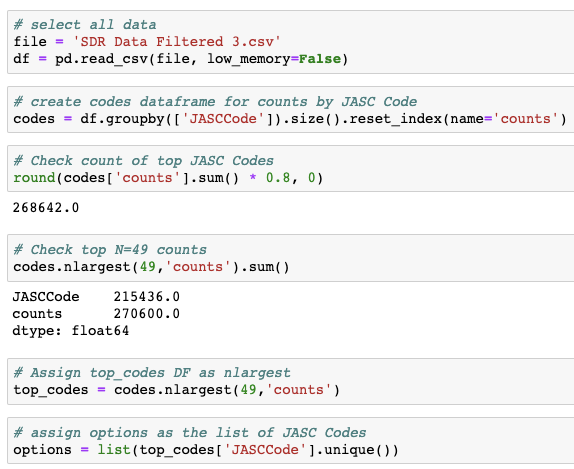 # select all data
file = 'SDR Data Filtered 3.csv'
df = pd.read_csv(file, low_memory=False)
# create codes dataframe for counts by JASC Code
codes = df.groupby(['JASCCode']).size().reset_index(name='counts')
# Check count of top JASC Codes
round(codes['counts'].sum() * 0.8, 0)
268642.0
# Check top N=49 counts
codes.nlargest(49,'counts').sum()
JASCCode    215436.0
counts      270600.0
dtype: float64
# Assign top_codes DF as nlargest
top_codes = codes.nlargest(49,'counts')
# assign options as the list of JASC Codes
options = list(top_codes['JASCCode'].unique())